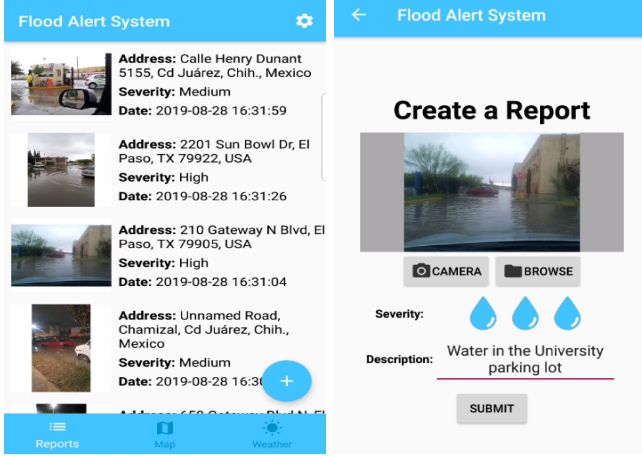 Flood Alert System
Address: Calle Henry Dunant
5155, Cd Juárez, Chih., Mexico
Severity: Medium
Date: 2019-08-28 16:31:59
Address: 2201 Sun Bowl Dr, El
Paso, TX 79922, USA
Severity: High
Date: 2019-08-28 16:31:26
Address: 210 Gateway N Blvd, El
Paso, TX 79905, USA
Severity: High
Date: 2019-08-28 16:31:04
Address: Unnamed Road,
Chamizal, Cd Juárez, Chih.,
Mexico
Severity: Medium
Date: 2019-08-28 16:30
Reports
Map
Weather
Flood Alert System
Create a Report
CAMERA
BROWSE
Severity:
Description:
Water in the University
parking lot
SUBMIT